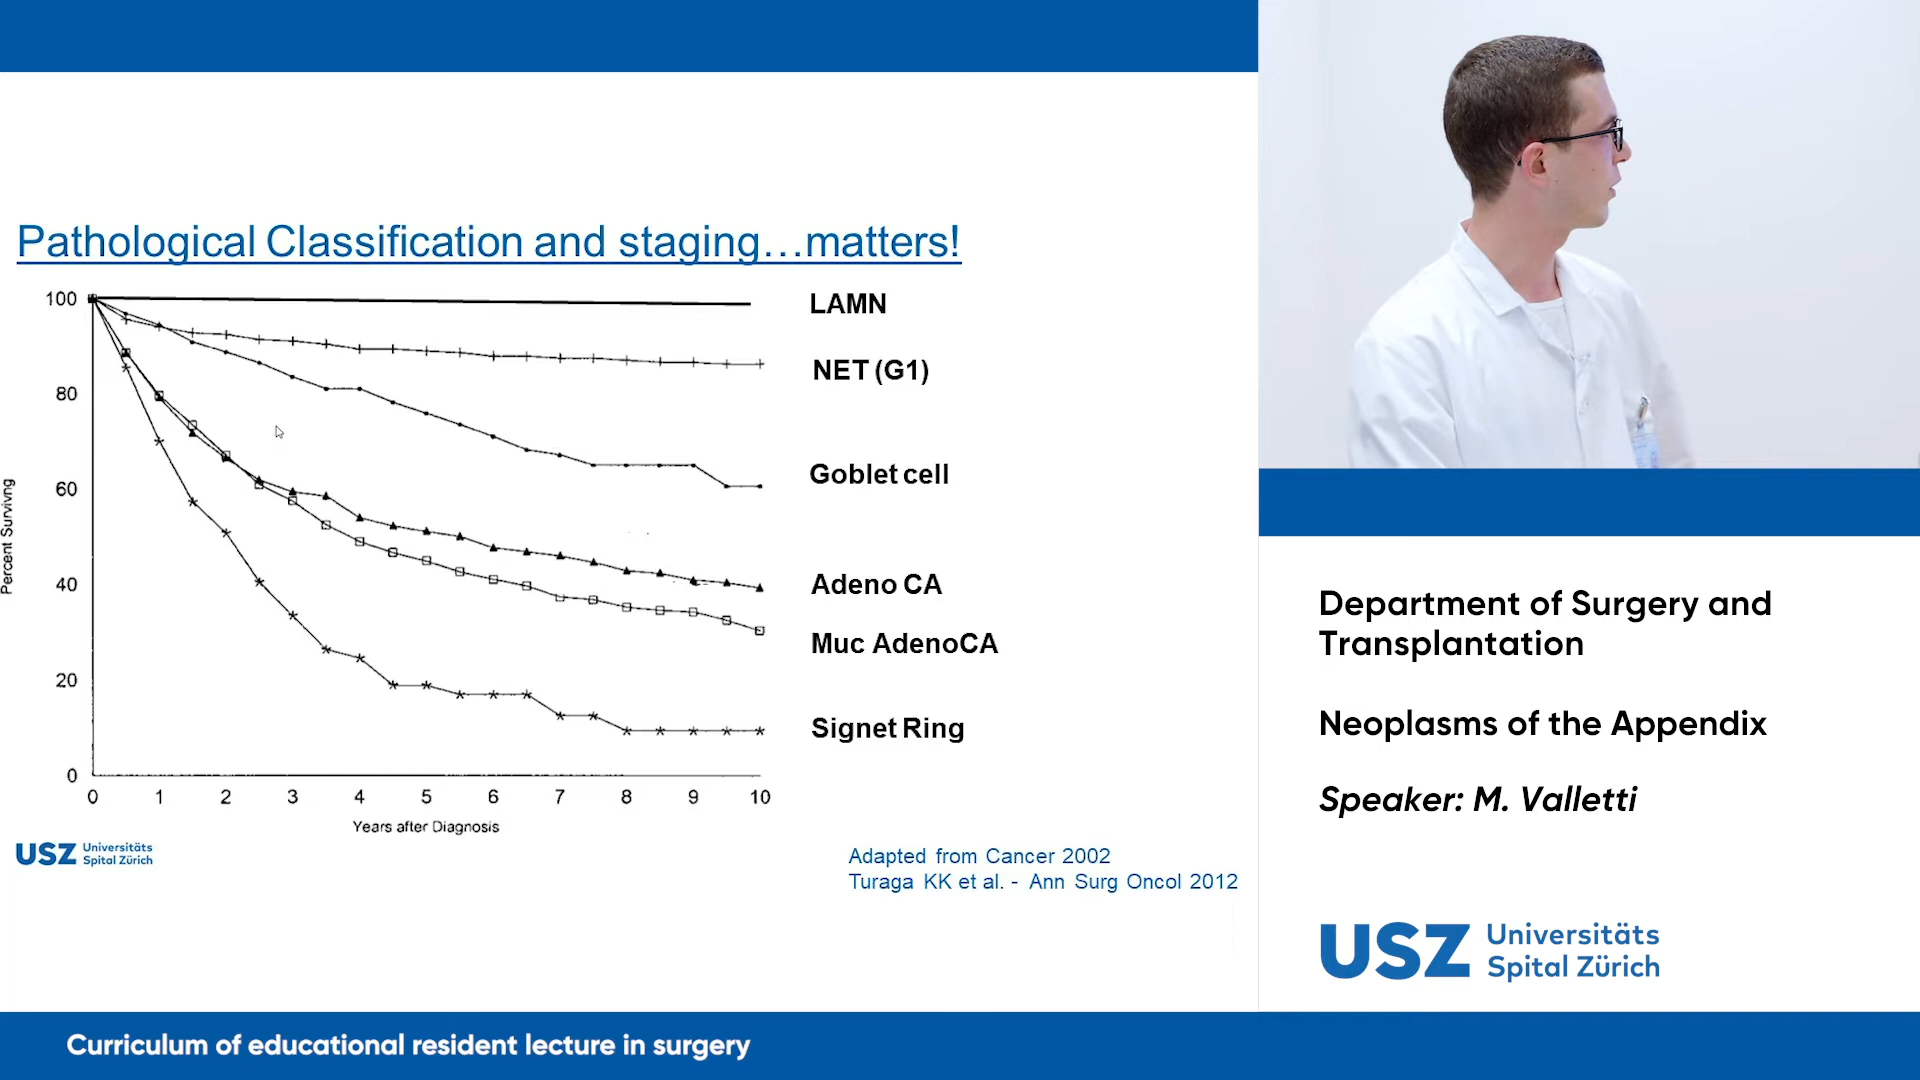 Pathological Classification and staging...matters!
100
80
60
40
20
0
Percent Survivng
0 1 2 3 4 5 6 7 8 9 10
Years after Diagnosis
LAMN
NET (G1)
Goblet cell
Adeno CA
Muc AdenoCA
Signet Ring
USZ Universitäts
Spital Zürich
Adapted from Cancer 2002
Turaga KK et al. - Ann Surg Oncol 2012
Department of Surgery and
Transplantation
Neoplasms of the Appendix
Speaker: M. Valletti
USZ Universitäts
Spital Zürich
Curriculum of educational resident lecture in surgery